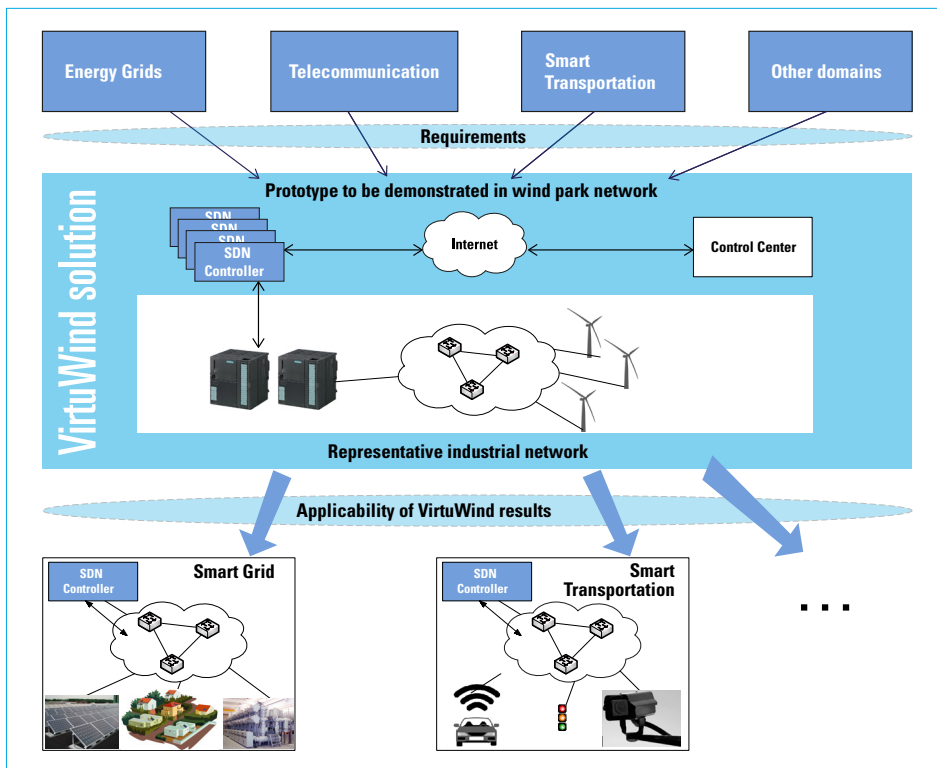 Energy Grids
Telecommunication
Smart
Transportation
Other domains
Requirements
VirtuWind solution
Prototype to be demonstrated in wind park network
SDN
SDN
SDN
SDN
Controller
Internet
Control Center
Representative industrial network
Applicability of VirtuWind results
SDN
Controller
Smart Grid
SDN
Controller
Smart
Transportation
...